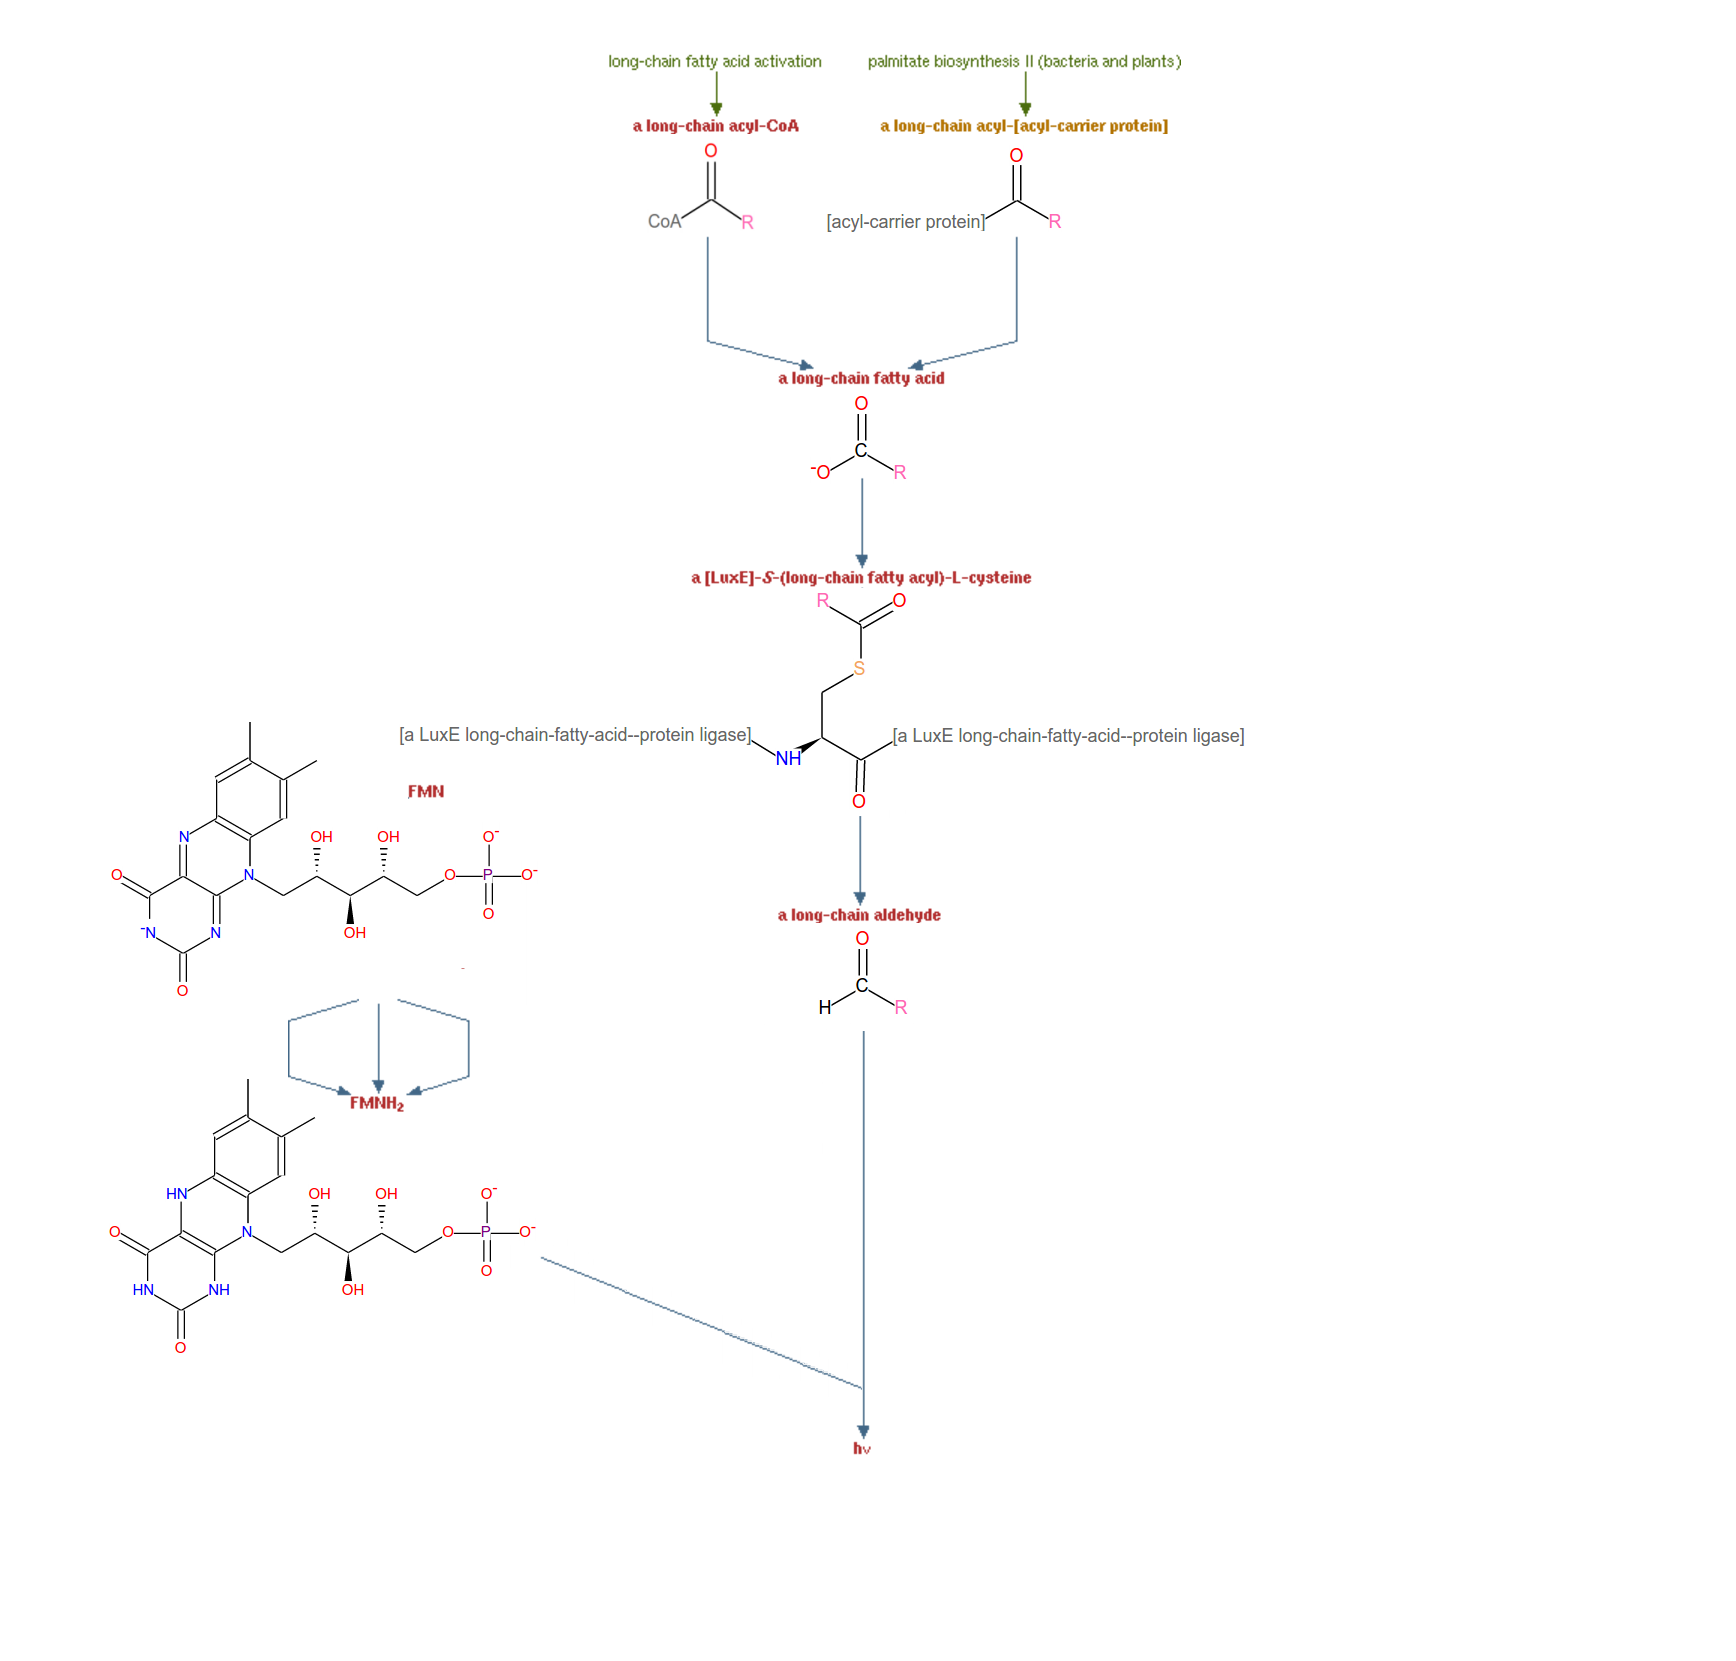 long-chain fatty acid activation
palmitate biosynthesis II (bacteria and plants)
a long-chain acyl-CoA
a long-chain acyl-[acyl-carrier protein]
O
CoA
R
O
[acyl-carrier protein]
R
a long-chain fatty acid
O
C
⁻O
R
a [LuxE]-S-(long-chain fatty acyl)-L-cysteine
R
O
S
[a LuxE long-chain-fatty-acid--protein ligase]
NH
[a LuxE long-chain-fatty-acid--protein ligase]
O
FMN
N
OH
OH
O⁻
O
N
O
P
O⁻
O
⁻N
N
OH
O
a long-chain aldehyde
O
C
H
R
FMNH₂
HN
OH
OH
O⁻
O
N
O
P
O⁻
O
HN
NH
OH
O
hν